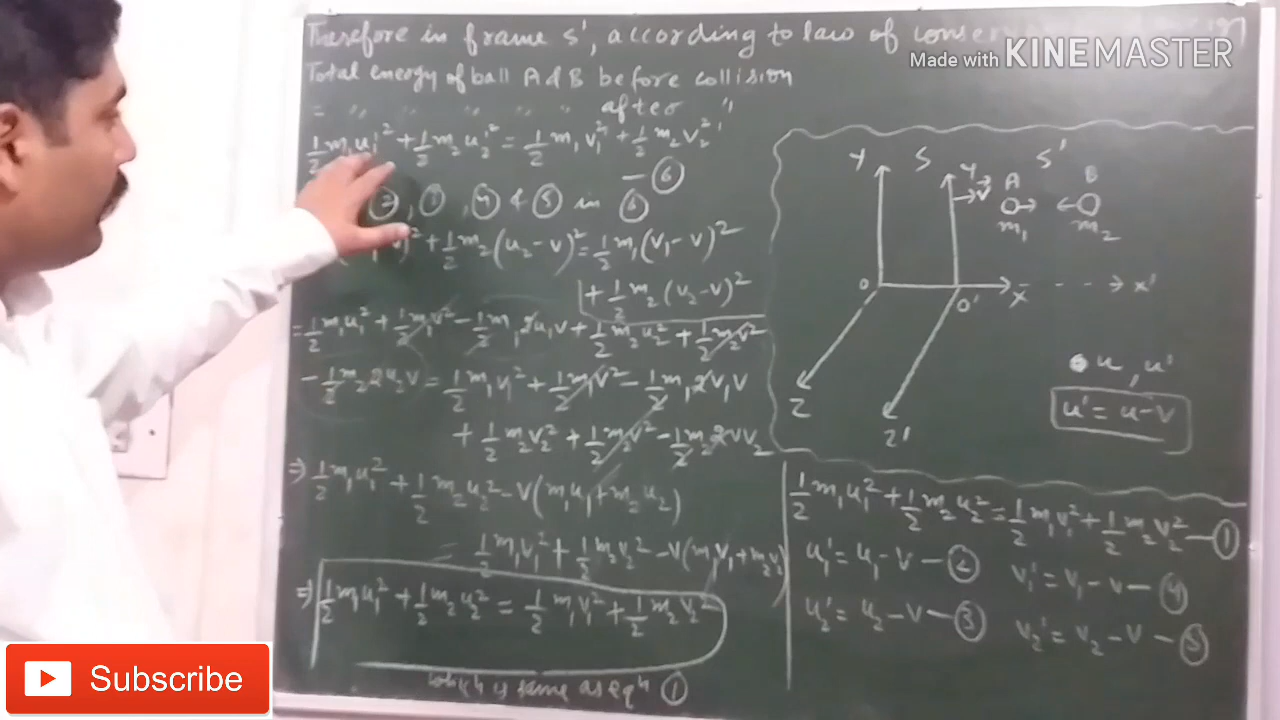 Therefore in frame s', according to law of
Made with KINEMASTER
Total energy of ball A & B before collision
= " " " " " after "
½m₁u₁'² + ½m₂u₂'² = ½m₁v₁'² + ½m₂v₂'²
— ⑥
, ④ & ⑤ in ⑥
)² + ½m₂(u₂-v)² = ½m₁(v₁-v)²
+ ½m₂(v₂-v)²
= ½m₁u₁² + ½m₁v² - ½m₁2u₁v + ½m₂u₂² + ½m₂v²
- ½m₂2u₂v = ½m₁v₁² + ½m₁v² - ½m₁2v₁v
+ ½m₂v₂² + ½m₂v² - ½m₂2vv₂
⇒ ½m₁u₁² + ½m₂u₂² - v(m₁u₁ + m₂u₂)
= ½m₁v₁² + ½m₂v₂² - v(m₁v₁ + m₂v₂)
⇒ ½m₁u₁² + ½m₂u₂² = ½m₁v₁² + ½m₂v₂²
which is same as eqⁿ ①
Y S Y S'
v A B
m₁ m₂
O O' X X'
Z Z'
u, u'
u' = u-v
½m₁u₁² + ½m₂u₂² = ½m₁v₁² + ½m₂v₂² — ①
u₁' = u₁ - v — ②
v₁' = v₁ - v — ④
u₂' = u₂ - v — ③
v₂' = v₂ - v — ⑤
Subscribe